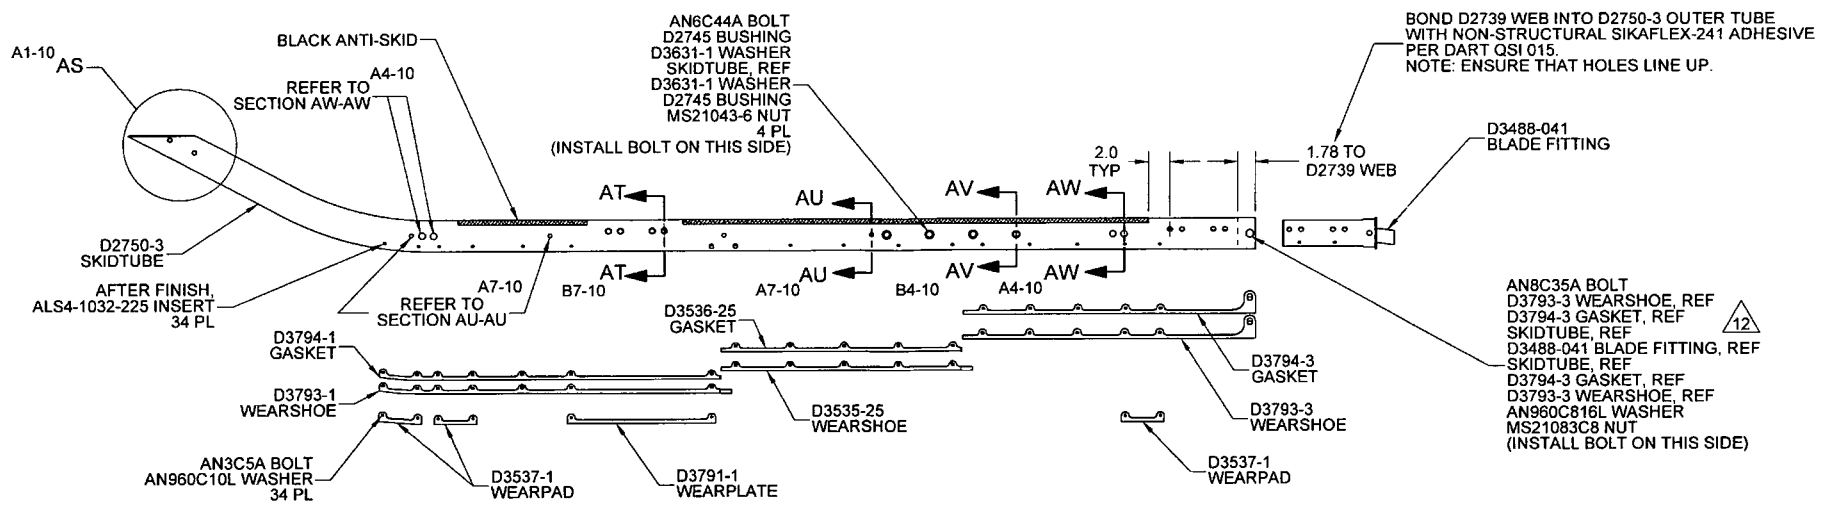 A1-10
AS
BLACK ANTI-SKID
A4-10
REFER TO
SECTION AW-AW
AN6C44A BOLT
D2745 BUSHING
D3631-1 WASHER
SKIDTUBE, REF
D3631-1 WASHER
D2745 BUSHING
MS21043-6 NUT
4 PL
(INSTALL BOLT ON THIS SIDE)
BOND D2739 WEB INTO D2750-3 OUTER TUBE
WITH NON-STRUCTURAL SIKAFLEX-241 ADHESIVE
PER DART QSI 015.
NOTE: ENSURE THAT HOLES LINE UP.
2.0
TYP
1.78 TO
D2739 WEB
D3488-041
BLADE FITTING
AT
AU
AV
AW
D2750-3
SKIDTUBE
AT
AU
AV
AW
AFTER FINISH,
ALS4-1032-225 INSERT
34 PL
A7-10
B7-10
A7-10
B4-10
A4-10
REFER TO
SECTION AU-AU
D3794-1
GASKET
D3793-1
WEARSHOE
D3536-25
GASKET
D3535-25
WEARSHOE
D3794-3
GASKET
D3793-3
WEARSHOE
AN3C5A BOLT
AN960C10L WASHER
34 PL
D3537-1
WEARPAD
D3791-1
WEARPLATE
D3537-1
WEARPAD
AN8C35A BOLT
D3793-3 WEARSHOE, REF
D3794-3 GASKET, REF
SKIDTUBE, REF
D3488-041 BLADE FITTING, REF
SKIDTUBE, REF
D3794-3 GASKET, REF
D3793-3 WEARSHOE, REF
AN960C816L WASHER
MS21083C8 NUT
(INSTALL BOLT ON THIS SIDE)
12